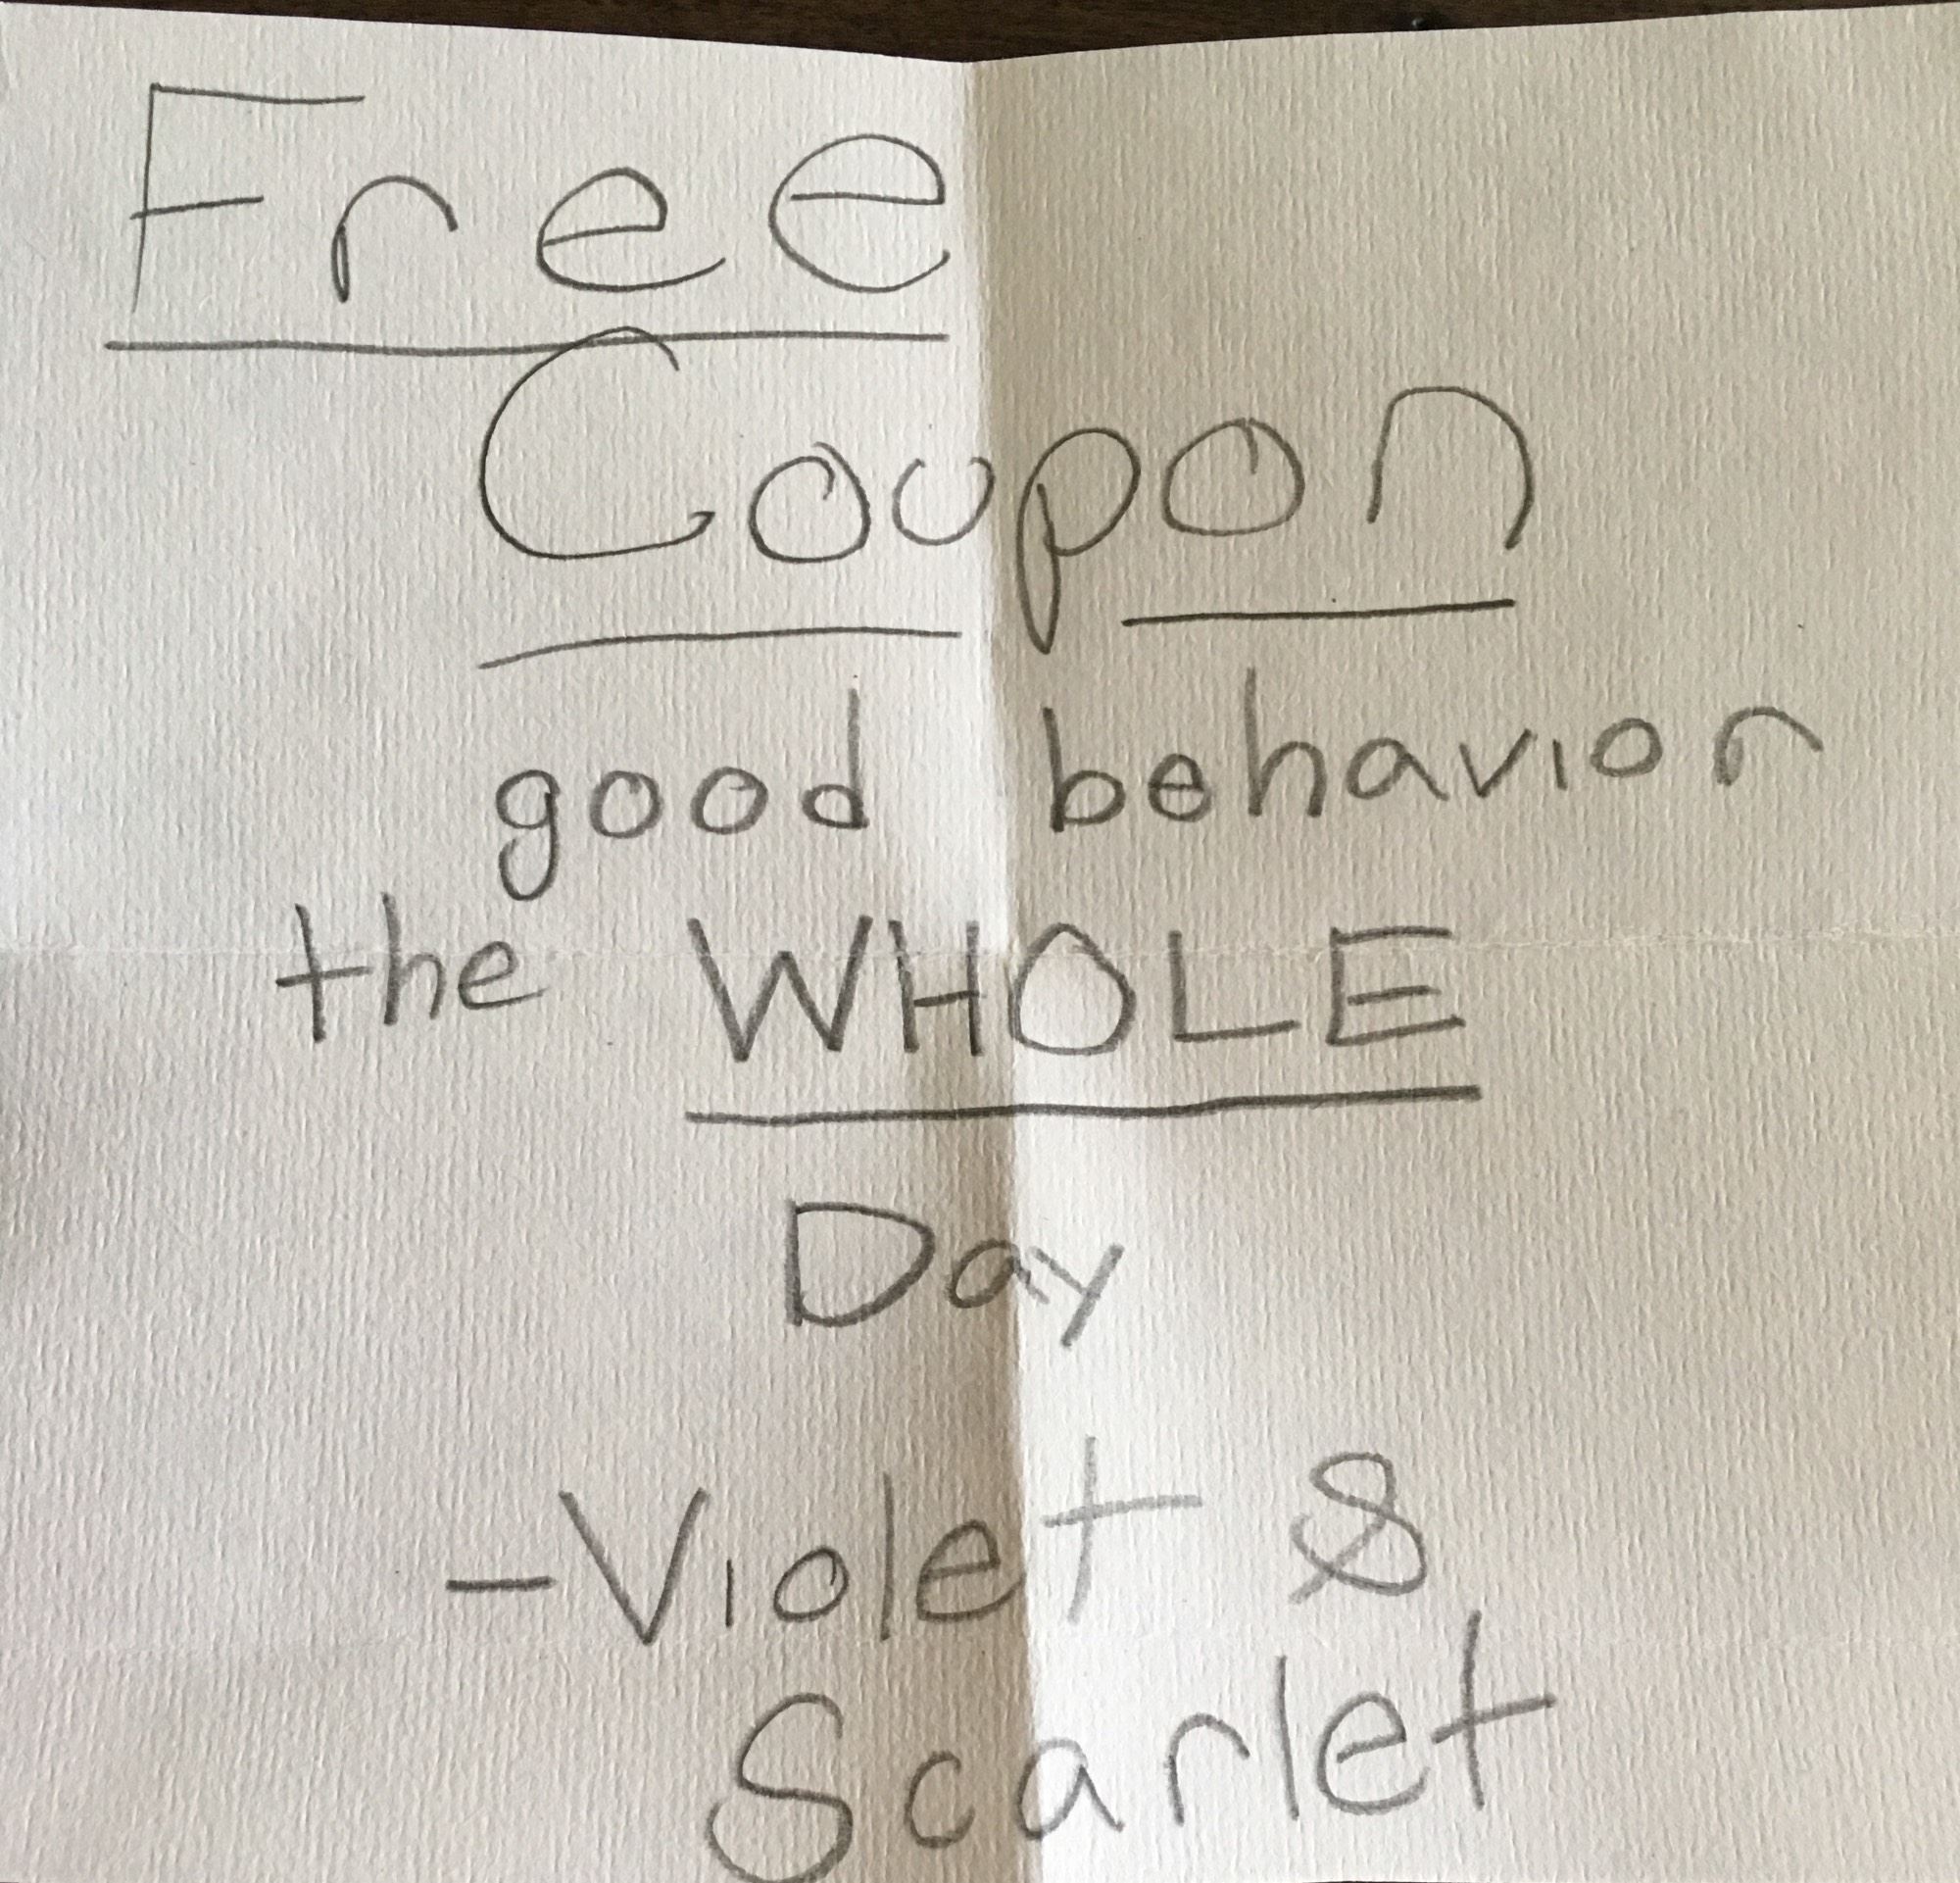 Free
Coupon
good behavior
the WHOLE
Day
-Violet &
Scarlet